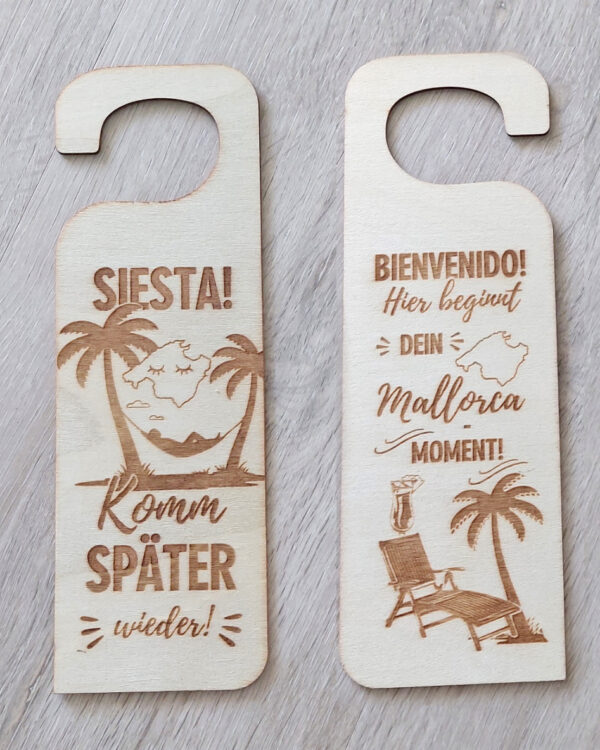 SIESTA!
Komm
SPÄTER
wieder!
BIENVENIDO!
Hier beginnt
DEIN
Mallorca
-
MOMENT!